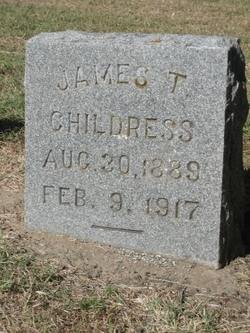 JAMES T.
CHILDRESS
AUG. 30, 1889
FEB. 9, 1917